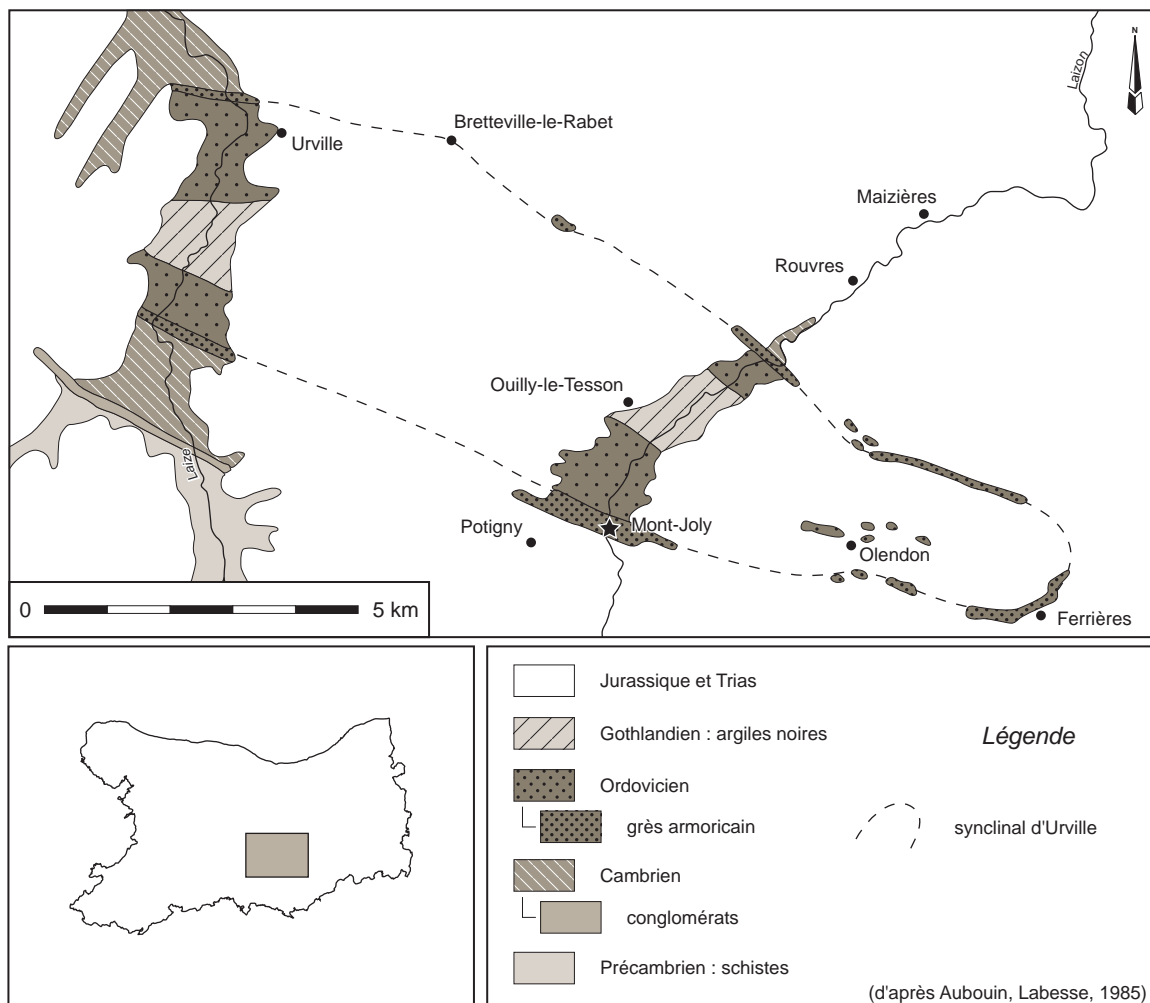 N
Laizon
Bretteville-le-Rabet
Urville
Maizières
Rouvres
Ouilly-le-Tesson
Laize
Potigny
Mont-Joly
Olendon
Ferrières
0 5 km
Jurassique et Trias
Gothlandien : argiles noires
Légende
Ordovicien
grès armoricain
synclinal d'Urville
Cambrien
conglomérats
Précambrien : schistes
(d'après Aubouin, Labesse, 1985)